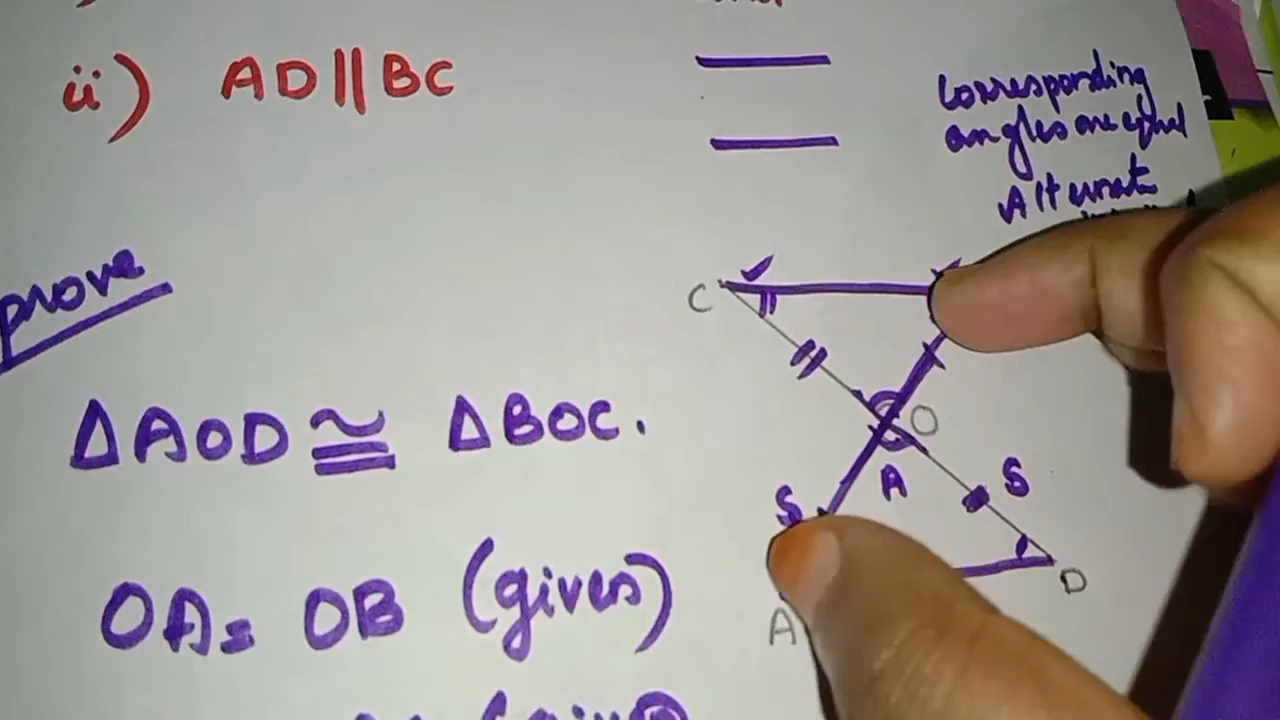 ii) AD||BC
Corresponding
angles are equal
Alternate
prove
C
O
A
S
S
A
D
ΔAOD ≅ ΔBOC.
OA = OB (given)